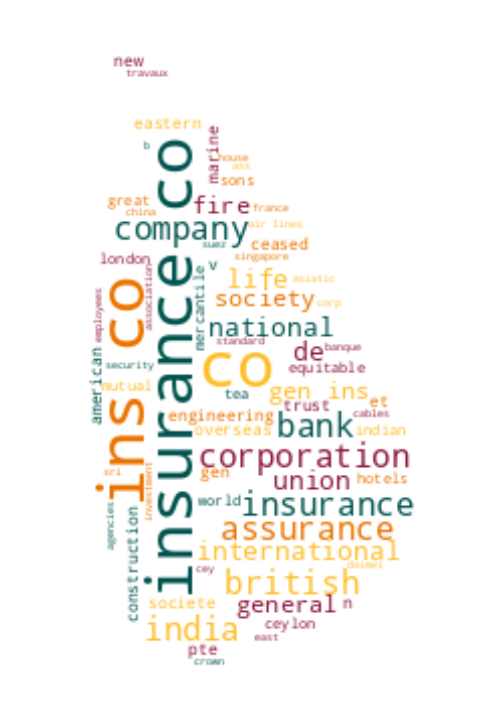 new
travaux
eastern
b
insurance co
marine
house
ass
sons
great
china
fire
france
company
air lines
suez
ceased
singapore
london
association
v
mercantile
ins co
life
asiatic
society
corp
employees
national
standard
de
banque
american
security
co
equitable
mutual
tea
gen ins
trust
et
cables
engineering
overseas
bank
indian
corporation
sri
investment
gen
union
hotels
agencies
construction
world
insurance
assurance
international
cey
daimei
british
societe
general
n
india
ceylon
east
pte
crown